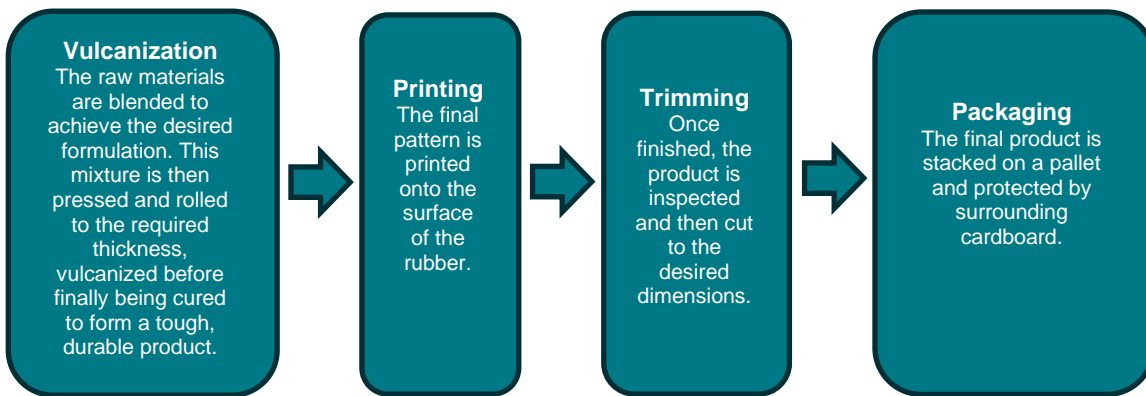 Vulcanization
The raw materials
are blended to
achieve the desired
formulation. This
mixture is then
pressed and rolled
to the required
thickness,
vulcanized before
finally being cured
to form a tough,
durable product.
Printing
The final
pattern is
printed
onto the
surface
of the
rubber.
Trimming
Once
finished, the
product is
inspected
and then cut
to the
desired
dimensions.
Packaging
The final product is
stacked on a pallet
and protected by
surrounding
cardboard.